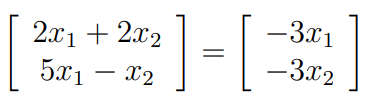 [ 2x₁ + 2x₂ ] = [ −3x₁ ]
[ 5x₁ − x₂ ] = [ −3x₂ ]